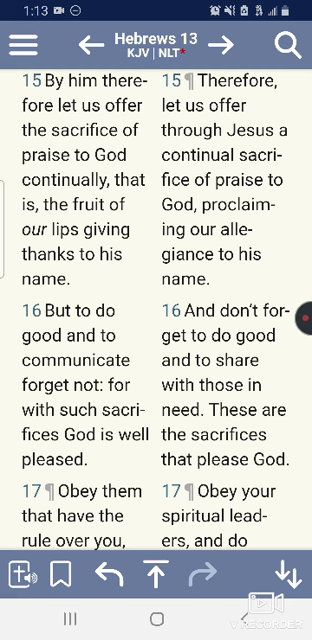 1:13
Hebrews 13
KJV | NLT*
15 By him there-
fore let us offer
the sacrifice of
praise to God
continually, that
is, the fruit of
our lips giving
thanks to his
name.
16 But to do
good and to
communicate
forget not: for
with such sacri-
fices God is well
pleased.
17 ¶ Obey them
that have the
rule over you,
15 ¶ Therefore,
let us offer
through Jesus a
continual sacri-
fice of praise to
God, proclaim-
ing our alle-
giance to his
name.
16 And don't for-
get to do good
and to share
with those in
need. These are
the sacrifices
that please God.
17 ¶ Obey your
spiritual lead-
ers, and do
V RECORDER